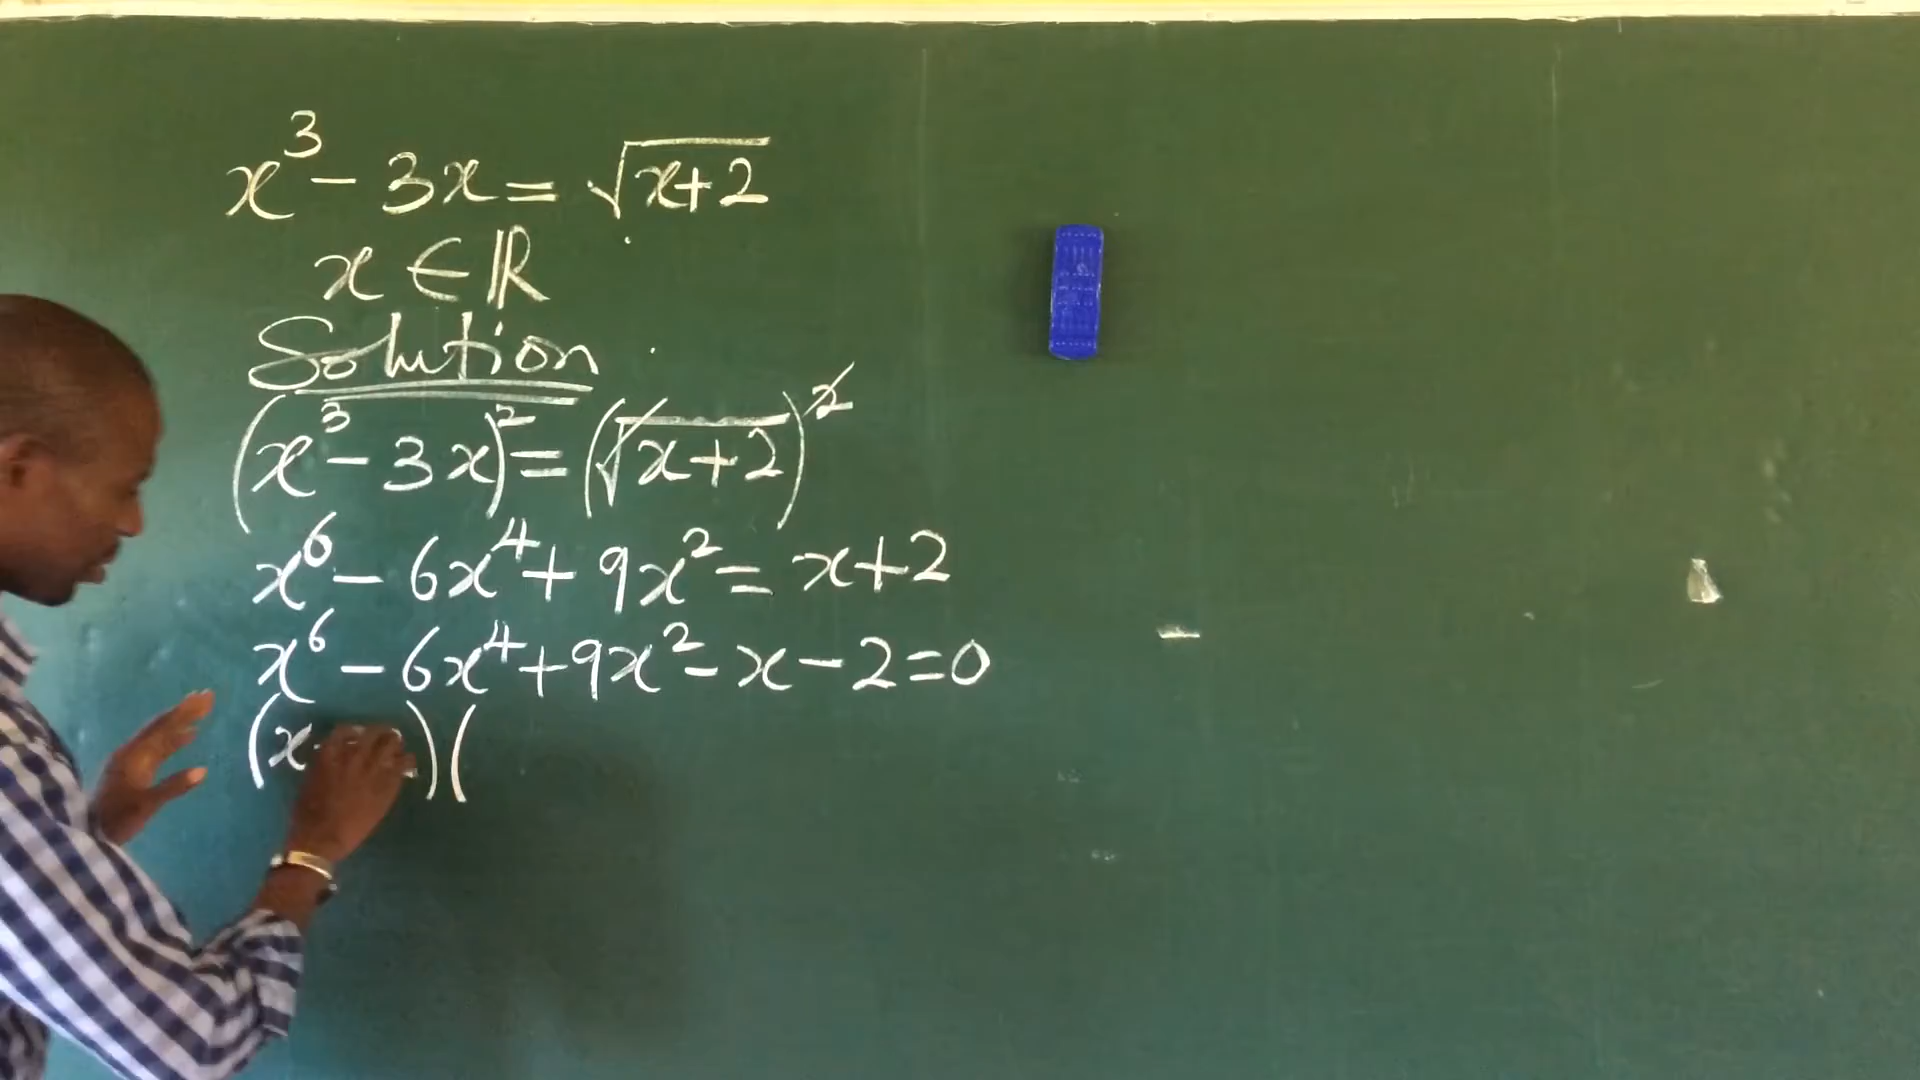 x³ - 3x = √(x+2)
x ∈ ℝ
Solution
(x³ - 3x)² = (√(x+2))²
x⁶ - 6x⁴ + 9x² = x+2
x⁶ - 6x⁴ + 9x² - x - 2 = 0
(x )(